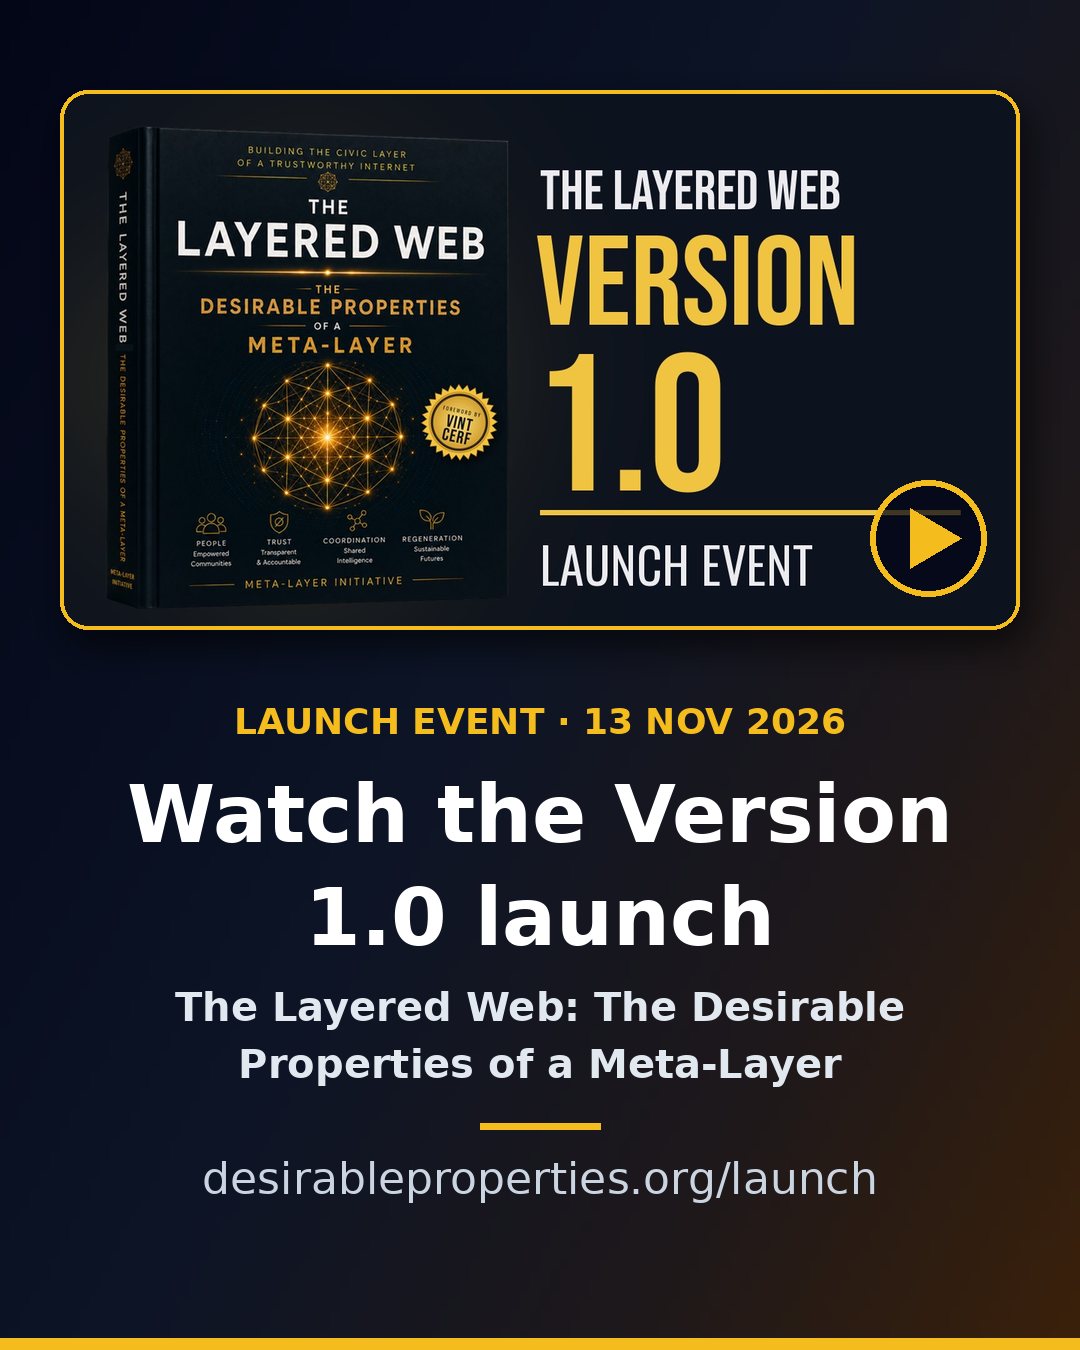 BUILDING THE CIVIC LAYER
OF A TRUSTWORTHY INTERNET
THE
LAYERED WEB
THE
DESIRABLE PROPERTIES
OF A
META-LAYER
FOREWORD BY
VINT
CERF
PEOPLE
Empowered
Communities
TRUST
Transparent
& Accountable
COORDINATION
Shared
Intelligence
REGENERATION
Sustainable
Futures
META-LAYER INITIATIVE
THE LAYERED WEB
THE DESIRABLE PROPERTIES OF A META-LAYER
META-LAYER
INITIATIVE
THE LAYERED WEB
VERSION
1.0
LAUNCH EVENT
LAUNCH EVENT · 13 NOV 2026
Watch the Version
1.0 launch
The Layered Web: The Desirable
Properties of a Meta-Layer
desirableproperties.org/launch